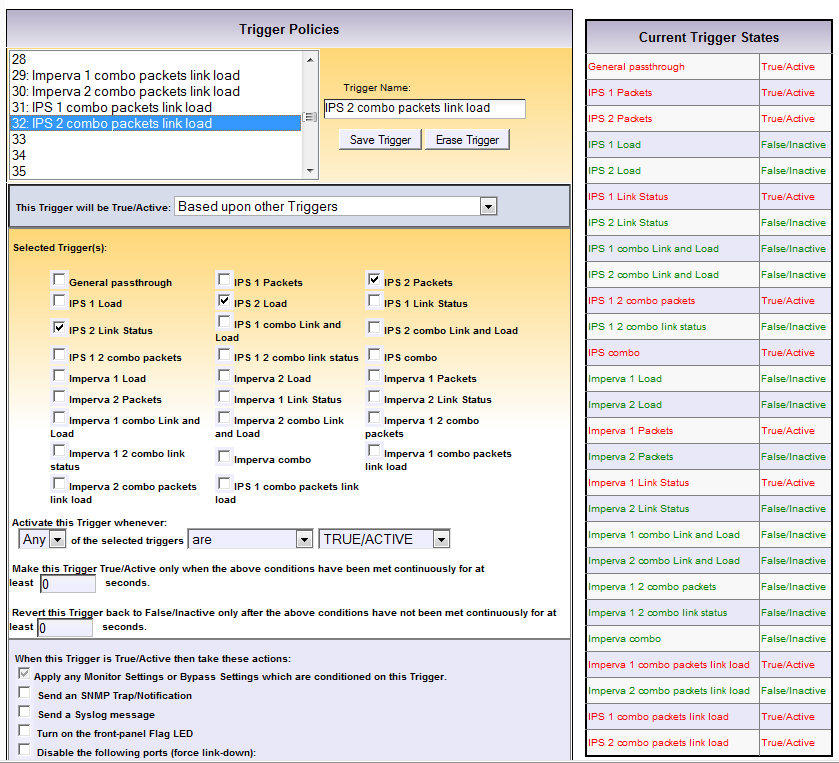 Trigger Policies
28
29: Imperva 1 combo packets link load
30: Imperva 2 combo packets link load
31: IPS 1 combo packets link load
32: IPS 2 combo packets link load
33
34
35
Trigger Name:
IPS 2 combo packets link load
Save Trigger
Erase Trigger
This Trigger will be True/Active: Based upon other Triggers
Selected Trigger(s):
General passthrough
IPS 1 Packets
IPS 2 Packets
IPS 1 Load
IPS 2 Load
IPS 1 Link Status
IPS 2 Link Status
IPS 1 combo Link and
Load
IPS 2 combo Link and Load
IPS 1 2 combo packets
IPS 1 2 combo link status
IPS combo
Imperva 1 Load
Imperva 2 Load
Imperva 1 Packets
Imperva 2 Packets
Imperva 1 Link Status
Imperva 2 Link Status
Imperva 1 combo Link and
Load
Imperva 2 combo Link
and Load
Imperva 1 2 combo
packets
Imperva 1 2 combo link
status
Imperva combo
Imperva 1 combo packets
link load
Imperva 2 combo packets
link load
IPS 1 combo packets link
load
Activate this Trigger whenever:
Any of the selected triggers are TRUE/ACTIVE
Make this Trigger True/Active only when the above conditions have been met continuously for at
least 0 seconds.
Revert this Trigger back to False/Inactive only after the above conditions have not been met continuously for at
least 0 seconds.
When this Trigger is True/Active then take these actions:
Apply any Monitor Settings or Bypass Settings which are conditioned on this Trigger.
Send an SNMP Trap/Notification
Send a Syslog message
Turn on the front-panel Flag LED
Disable the following ports (force link-down):
Current Trigger States
General passthrough True/Active
IPS 1 Packets True/Active
IPS 2 Packets True/Active
IPS 1 Load False/Inactive
IPS 2 Load False/Inactive
IPS 1 Link Status True/Active
IPS 2 Link Status False/Inactive
IPS 1 combo Link and Load False/Inactive
IPS 2 combo Link and Load False/Inactive
IPS 1 2 combo packets True/Active
IPS 1 2 combo link status False/Inactive
IPS combo True/Active
Imperva 1 Load False/Inactive
Imperva 2 Load False/Inactive
Imperva 1 Packets True/Active
Imperva 2 Packets False/Inactive
Imperva 1 Link Status True/Active
Imperva 2 Link Status False/Inactive
Imperva 1 combo Link and Load False/Inactive
Imperva 2 combo Link and Load False/Inactive
Imperva 1 2 combo packets False/Inactive
Imperva 1 2 combo link status False/Inactive
Imperva combo False/Inactive
Imperva 1 combo packets link load True/Active
Imperva 2 combo packets link load False/Inactive
IPS 1 combo packets link load True/Active
IPS 2 combo packets link load True/Active